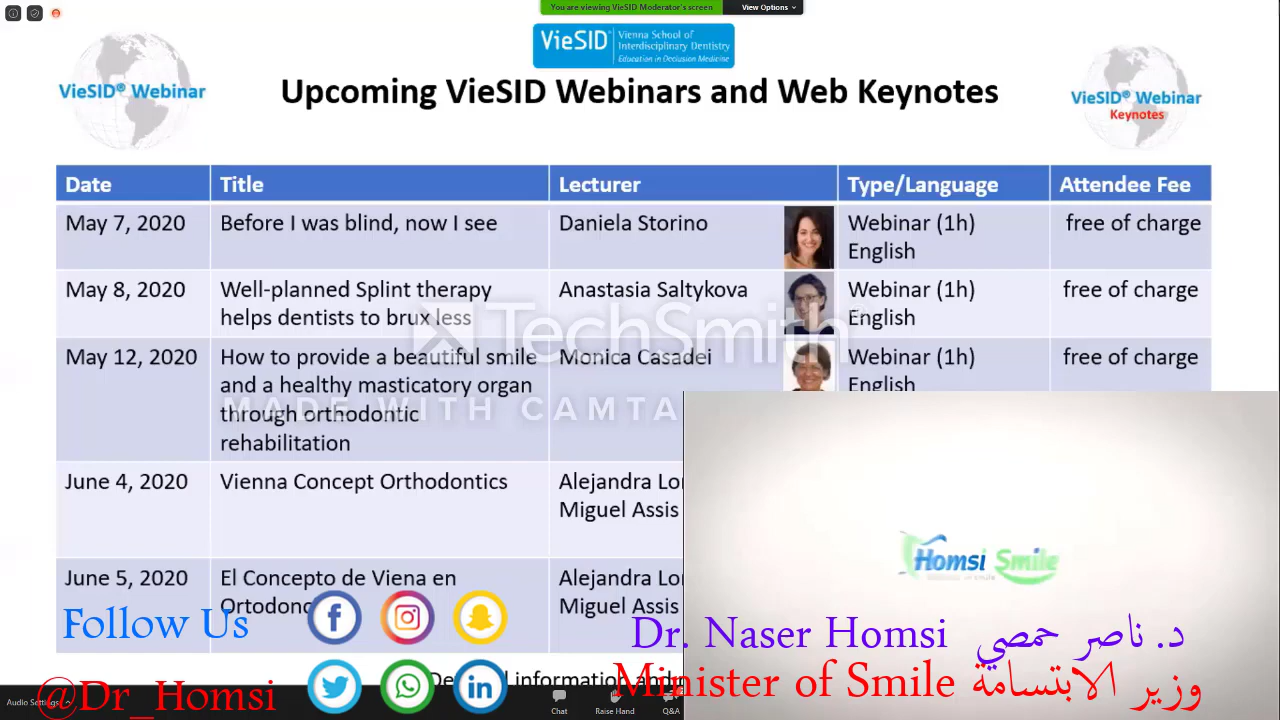 You are viewing VieSID Moderator's screen
View Options
VieSID® Vienna School of
Interdisciplinary Dentistry
Education in Occlusion Medicine
VieSID® Webinar
Upcoming VieSID Webinars and Web Keynotes
VieSID® Webinar
Keynotes
Date Title Lecturer Type/Language Attendee Fee
May 7, 2020 Before I was blind, now I see Daniela Storino Webinar (1h) free of charge
English
May 8, 2020 Well-planned Splint therapy Anastasia Saltykova Webinar (1h) free of charge
helps dentists to brux less English
May 12, 2020 How to provide a beautiful smile Monica Casadei Webinar (1h) free of charge
and a healthy masticatory organ English
through orthodontic
rehabilitation
TechSmith
MADE WITH CAMTA
June 4, 2020 Vienna Concept Orthodontics Alejandra
Miguel Assis
June 5, 2020 El Concepto de Viena en Alejandra
Miguel Assis
Homsi Smile
Follow Us
Dr. Naser Homsi د. ناصر حمصي
@Dr_Homsi
Minister of Smile وزير الابتسامة
information and
Audio Settings
Chat
Raise Hand
Q&A